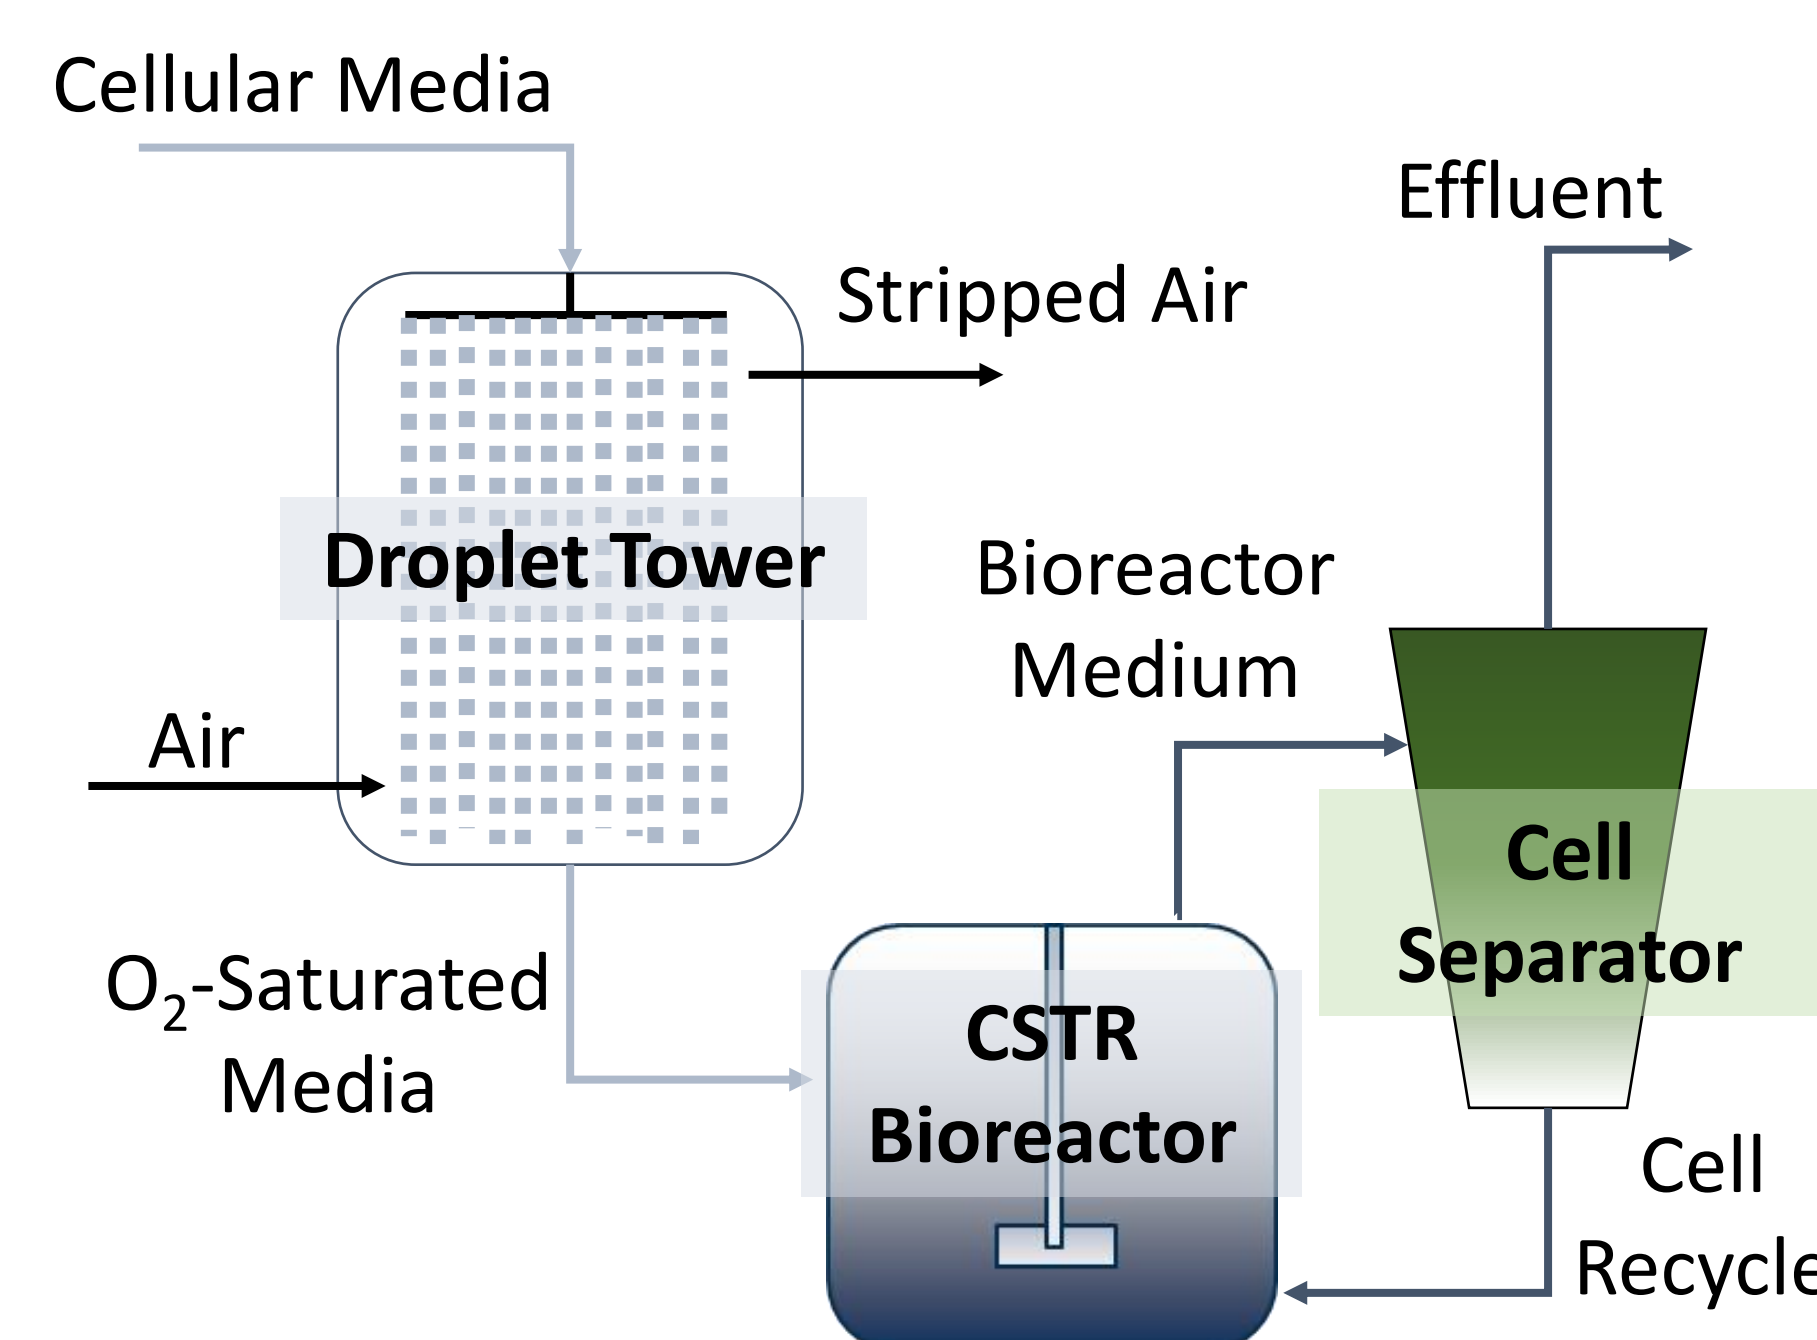 Cellular Media
Effluent
Stripped Air
Droplet Tower
Bioreactor
Medium
Air
Cell
Separator
O₂-Saturated
Media
CSTR
Bioreactor
Cell
Recycle